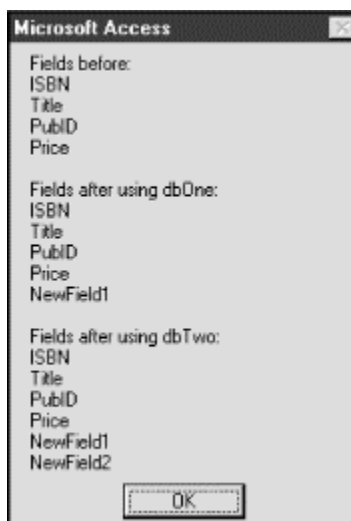 Microsoft Access
Fields before:
ISBN
Title
PubID
Price
Fields after using dbOne:
ISBN
Title
PubID
Price
NewField1
Fields after using dbTwo:
ISBN
Title
PubID
Price
NewField1
NewField2
OK